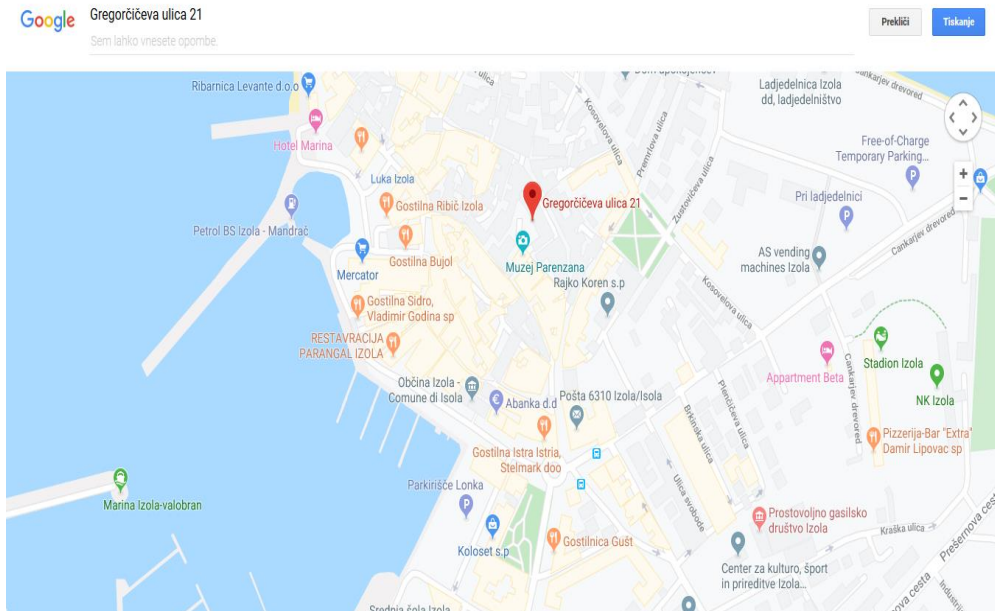 Google
Gregorčičeva ulica 21
Sem lahko vnesete opombe.
Prekliči
Tiskanje
Ribarnica Levante d.o.o
ulica
Ladjedelnica Izola
dd, ladjedelništvo
Cankarjev drevored
Hotel Marina
Kosovelova ulica
Premrlova ulica
Free-of-Charge
Temporary Parking...
Luka Izola
Zustovičeva ulica
Gostilna Ribič Izola
Gregorčičeva ulica 21
Pri ladjedelnici
Petrol BS Izola - Mandrač
Cankarjev drevored
Gostilna Bujol
Muzej Parenzana
AS vending
machines Izola
Mercator
Rajko Koren s.p
Kosovelova ulica
Gostilna Sidro,
Vladimir Godina sp
RESTAVRACIJA
PARANGAL IZOLA
Stadion Izola
Appartment Beta
Cankarjev drevored
Občina Izola -
Comune di Isola
Abanka d.d
Pošta 6310 Izola/Isola
Plenčičeva ulica
NK Izola
Brkinska ulica
Pizzerija-Bar "Extra"
Damir Lipovac sp
Gostilna Istra Istria,
Stelmark doo
Parkirišče Lonka
Marina Izola-valobran
Ulica svobode
Prostovoljno gasilsko
društvo Izola
Kraška ulica
Prešernova cesta
Koloset s.p
Gostilnica Gušt
Center za kulturo, šport
in prireditve Izola...
Srednja šola Izola